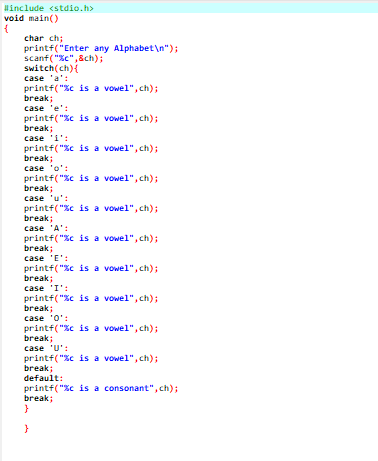 #include <stdio.h>
void main()
{
char ch;
printf("Enter any Alphabet\n");
scanf("%c",&ch);
switch(ch){
case 'a':
printf("%c is a vowel",ch);
break;
case 'e':
printf("%c is a vowel",ch);
break;
case 'i':
printf("%c is a vowel",ch);
break;
case 'o':
printf("%c is a vowel",ch);
break;
case 'u':
printf("%c is a vowel",ch);
break;
case 'A':
printf("%c is a vowel",ch);
break;
case 'E':
printf("%c is a vowel",ch);
break;
case 'I':
printf("%c is a vowel",ch);
break;
case 'O':
printf("%c is a vowel",ch);
break;
case 'U':
printf("%c is a vowel",ch);
break;
default:
printf("%c is a consonant",ch);
break;
}
}